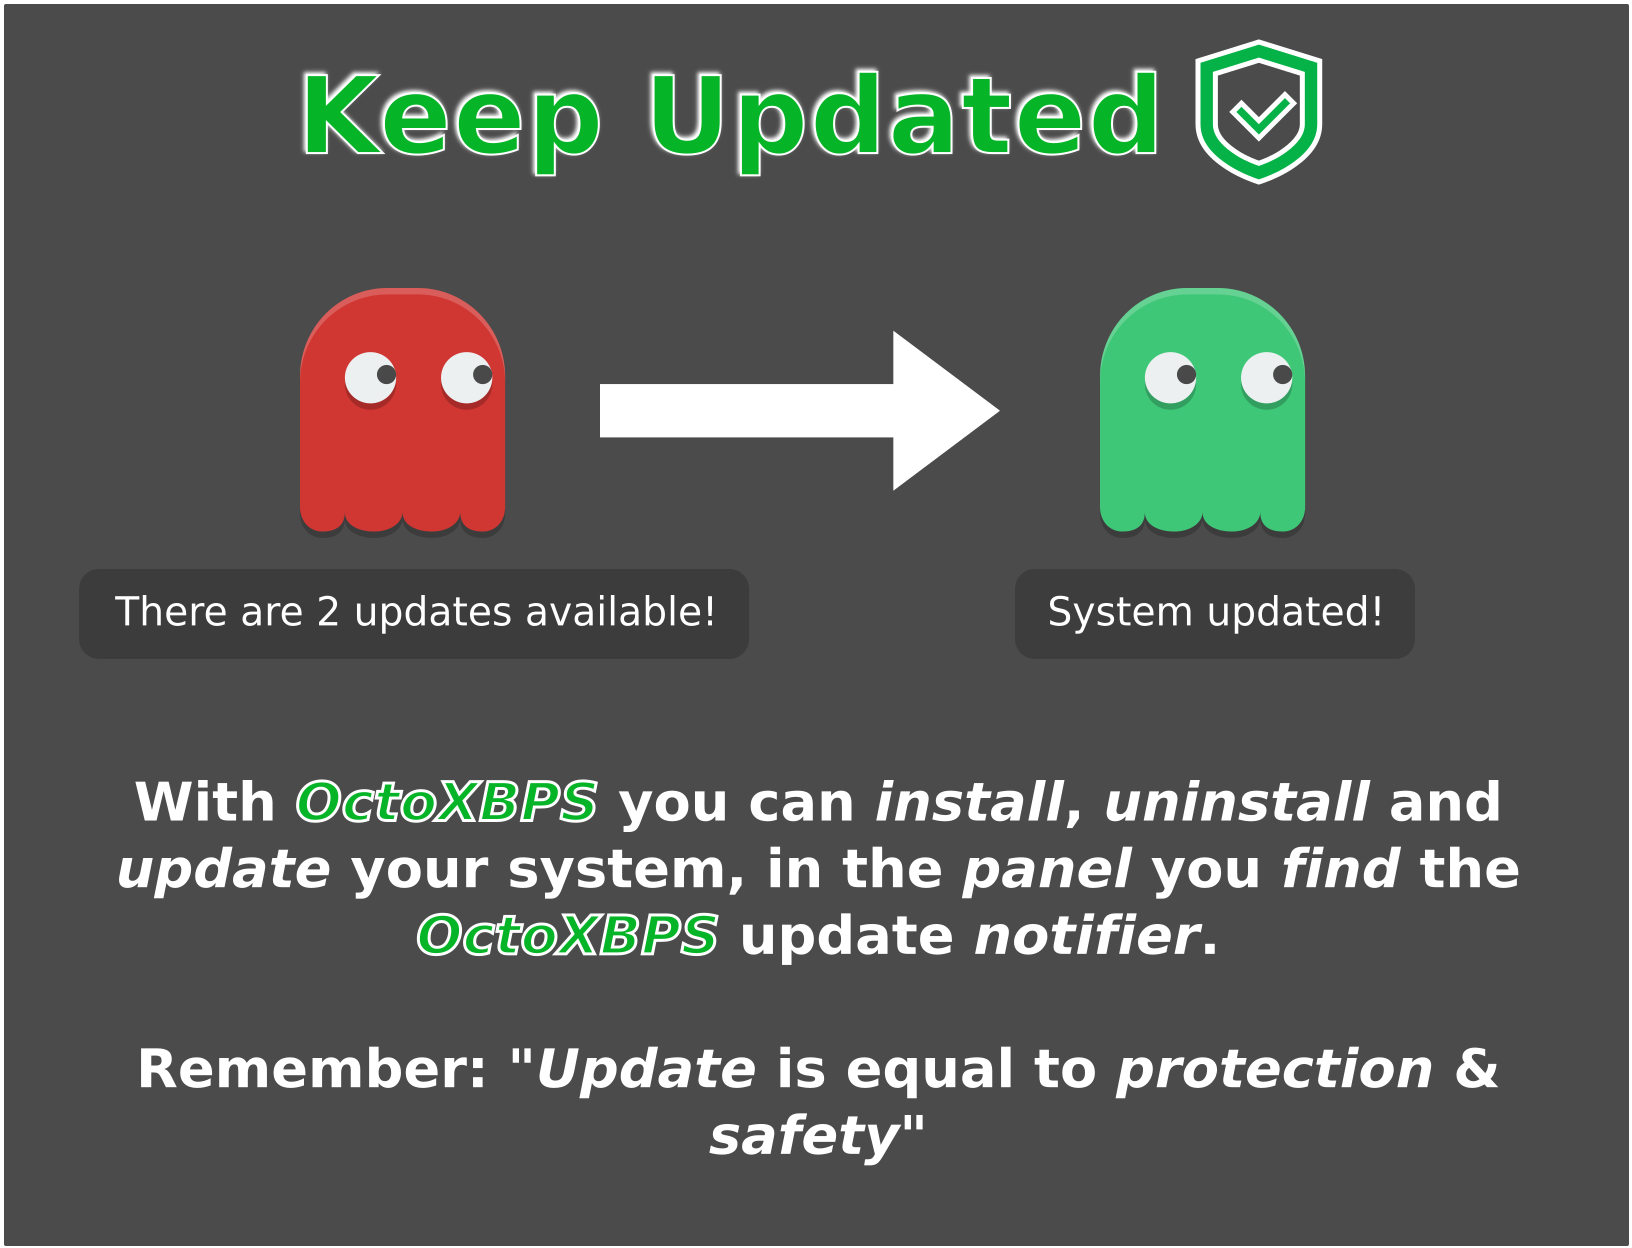 Keep Updated
There are 2 updates available!
System updated!
With OctoXBPS you can install, uninstall and
update your system, in the panel you find the
OctoXBPS update notifier.
Remember: "Update is equal to protection &
safety"